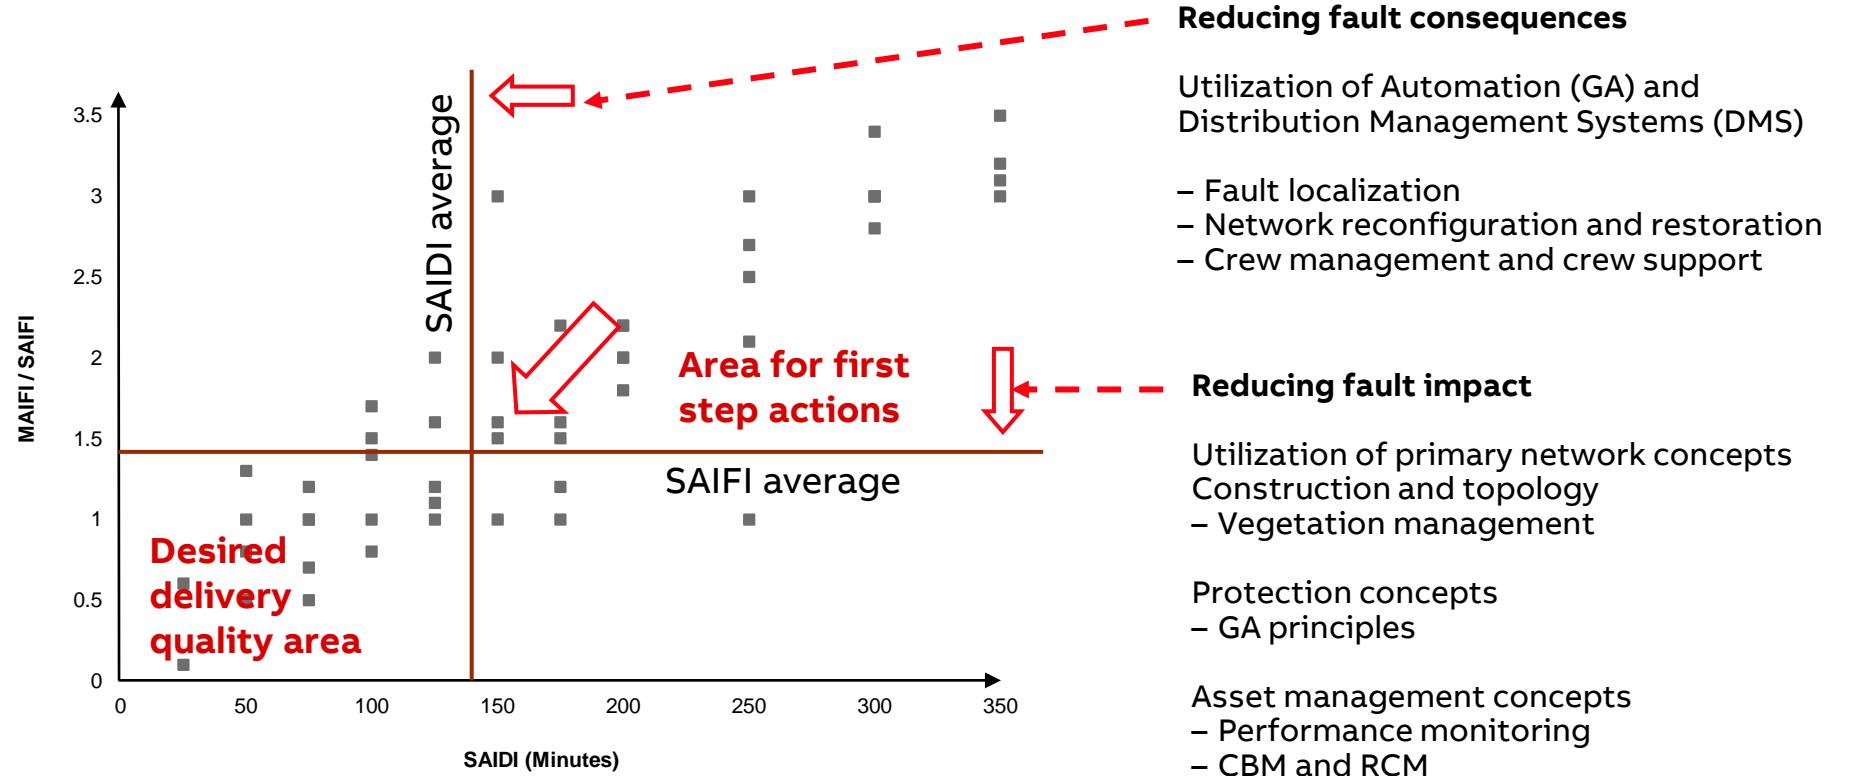 Reducing fault consequences
Utilization of Automation (GA) and
Distribution Management Systems (DMS)
– Fault localization
– Network reconfiguration and restoration
– Crew management and crew support
Reducing fault impact
Utilization of primary network concepts
Construction and topology
– Vegetation management
Protection concepts
– GA principles
Asset management concepts
– Performance monitoring
– CBM and RCM
MAIFI / SAIFI
3.5
3
2.5
2
1.5
1
0.5
0
SAIDI average
Area for first
step actions
SAIFI average
Desired
delivery
quality area
0
50
100
150
200
250
300
350
SAIDI (Minutes)